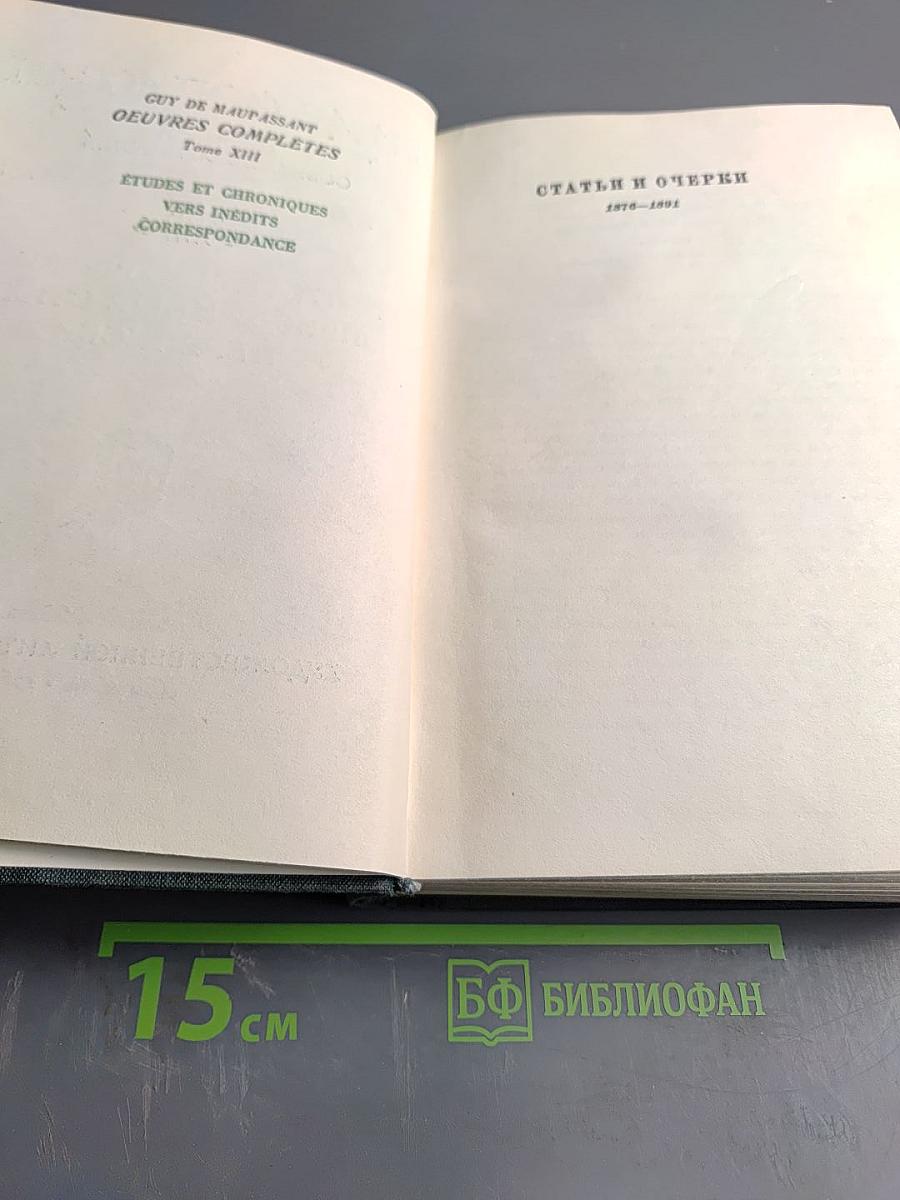 GUY DE MAUPASSANT
OEUVRES COMPLÈTES
Tome XIII
ÉTUDES ET CHRONIQUES
VERS INÉDITS
CORRESPONDANCE
СТАТЬИ И ОЧЕРКИ
1876—1891
15 см
БФ БИБЛИОФАН